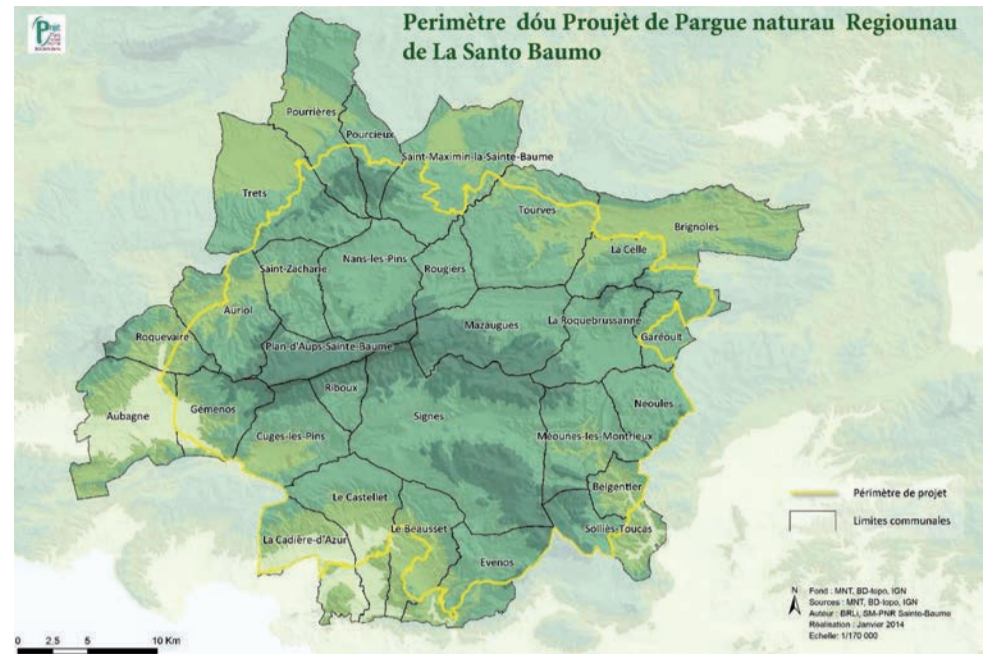 Perimètre dóu Proujèt de Pargue naturau Regiounau
de La Santo Baumo
Pourrières
Pourcieux
Saint-Maximin-la-Sainte-Baume
Trets
Tourves
Brignoles
La Celle
Nans-les-Pins
Saint-Zacharie
Rougiers
Auriol
La Roquebrussanne
Mazaugues
Roquevaire
Garéoult
Plan-d'Aups-Sainte-Baume
Riboux
Néoules
Aubagne
Gémenos
Signes
Cuges-les-Pins
Méounes-les-Montrieux
Belgentier
Le Castellet
Le Beausset
Solliès-Toucas
La Cadière-d'Azur
Evenos
Périmètre de projet
Limites communales
N
Fond : MNT, BD-topo, IGN
Sources : MNT, BD-topo, IGN
Auteur : BRLi, SM-PNR Sainte-Baume
Réalisation : Janvier 2014
Echelle: 1/170 000
0 2.5 5 10 Km